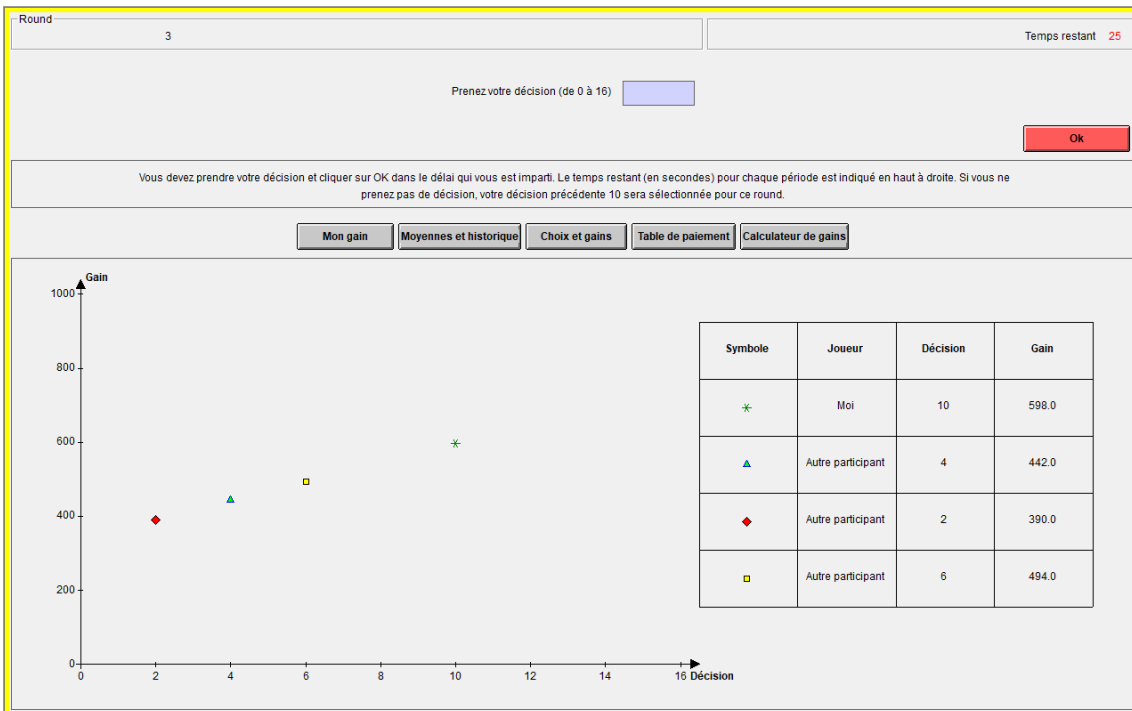 Round
3
Temps restant 25
Prenez votre décision (de 0 à 16)
Ok
Vous devez prendre votre décision et cliquer sur OK dans le délai qui vous est imparti. Le temps restant (en secondes) pour chaque période est indiqué en haut à droite. Si vous ne
prenez pas de décision, votre décision précédente 10 sera sélectionnée pour ce round.
Mon gain Moyennes et historique Choix et gains Table de paiement Calculateur de gains
Gain
1000
800
600
400
200
0
0 2 4 6 8 10 12 14 16 Décision
Symbole Joueur Décision Gain
Moi 10 598.0
Autre participant 4 442.0
Autre participant 2 390.0
Autre participant 6 494.0